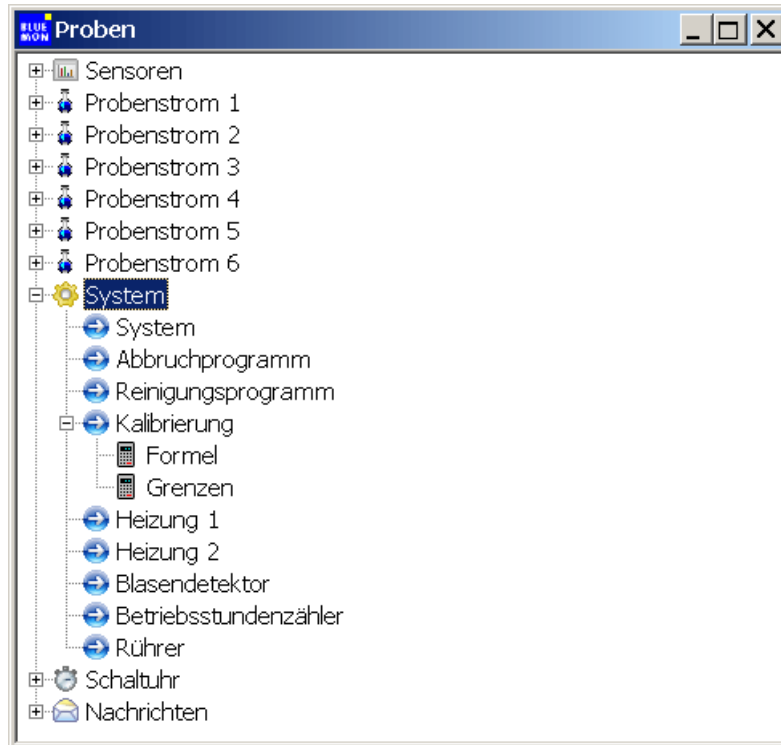 BLUE
MON
Proben
Sensoren
Probenstrom 1
Probenstrom 2
Probenstrom 3
Probenstrom 4
Probenstrom 5
Probenstrom 6
System
System
Abbruchprogramm
Reinigungsprogramm
Kalibrierung
Formel
Grenzen
Heizung 1
Heizung 2
Blasendetektor
Betriebsstundenzähler
Rührer
Schaltuhr
Nachrichten